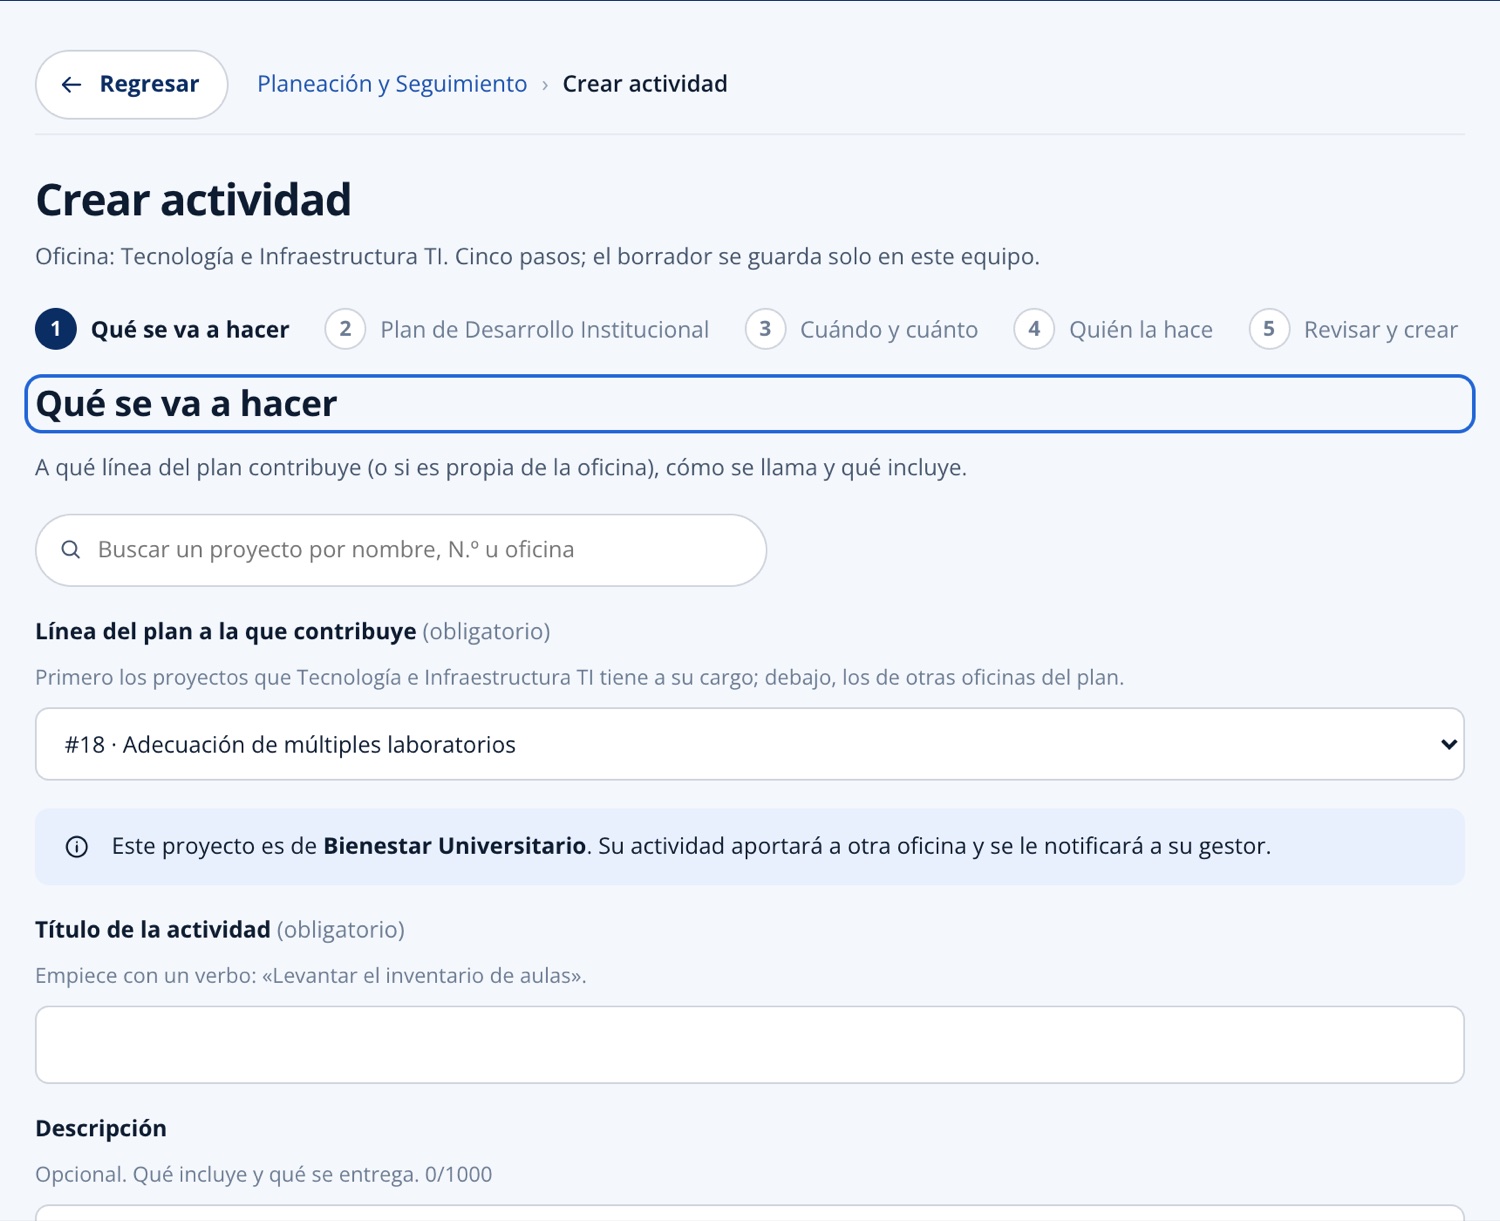 Regresar
Planeación y Seguimiento › Crear actividad
Crear actividad
Oficina: Tecnología e Infraestructura TI. Cinco pasos; el borrador se guarda solo en este equipo.
1 Qué se va a hacer 2 Plan de Desarrollo Institucional 3 Cuándo y cuánto 4 Quién la hace 5 Revisar y crear
Qué se va a hacer
A qué línea del plan contribuye (o si es propia de la oficina), cómo se llama y qué incluye.
Buscar un proyecto por nombre, N.º u oficina
Línea del plan a la que contribuye (obligatorio)
Primero los proyectos que Tecnología e Infraestructura TI tiene a su cargo; debajo, los de otras oficinas del plan.
#18 · Adecuación de múltiples laboratorios
Este proyecto es de Bienestar Universitario. Su actividad aportará a otra oficina y se le notificará a su gestor.
Título de la actividad (obligatorio)
Empiece con un verbo: «Levantar el inventario de aulas».
Descripción
Opcional. Qué incluye y qué se entrega. 0/1000